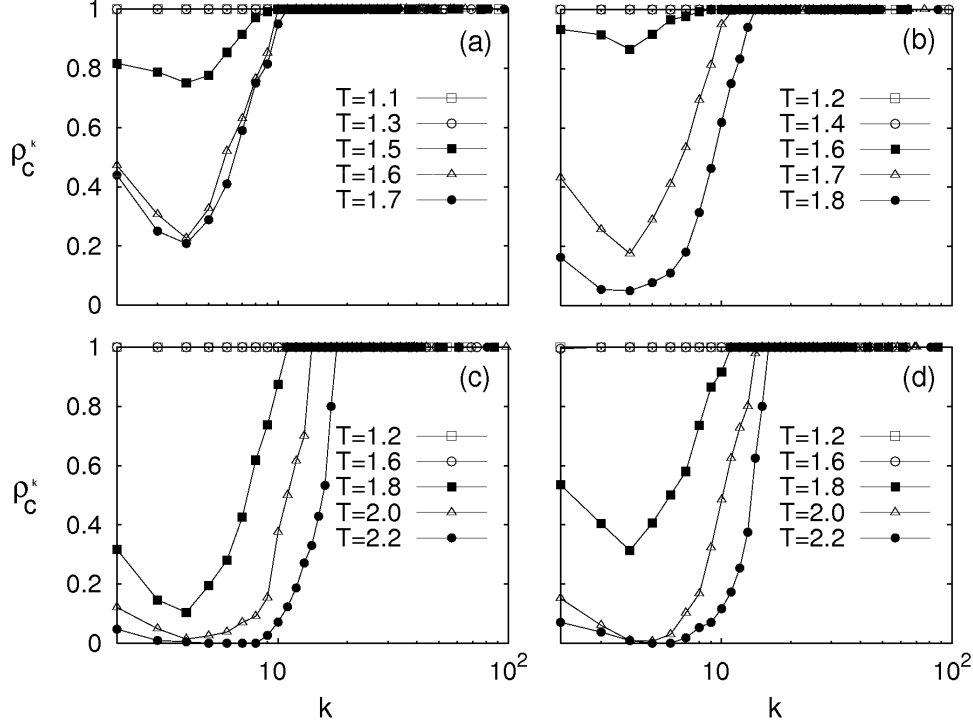 1
0.8
0.6
0.4
0.2
0
ρ_C^k
(a)
T=1.1
T=1.3
T=1.5
T=1.6
T=1.7
(b)
T=1.2
T=1.4
T=1.6
T=1.7
T=1.8
1
0.8
0.6
0.4
0.2
0
ρ_C^k
(c)
T=1.2
T=1.6
T=1.8
T=2.0
T=2.2
10
10²
k
(d)
T=1.2
T=1.6
T=1.8
T=2.0
T=2.2
10
10²
k